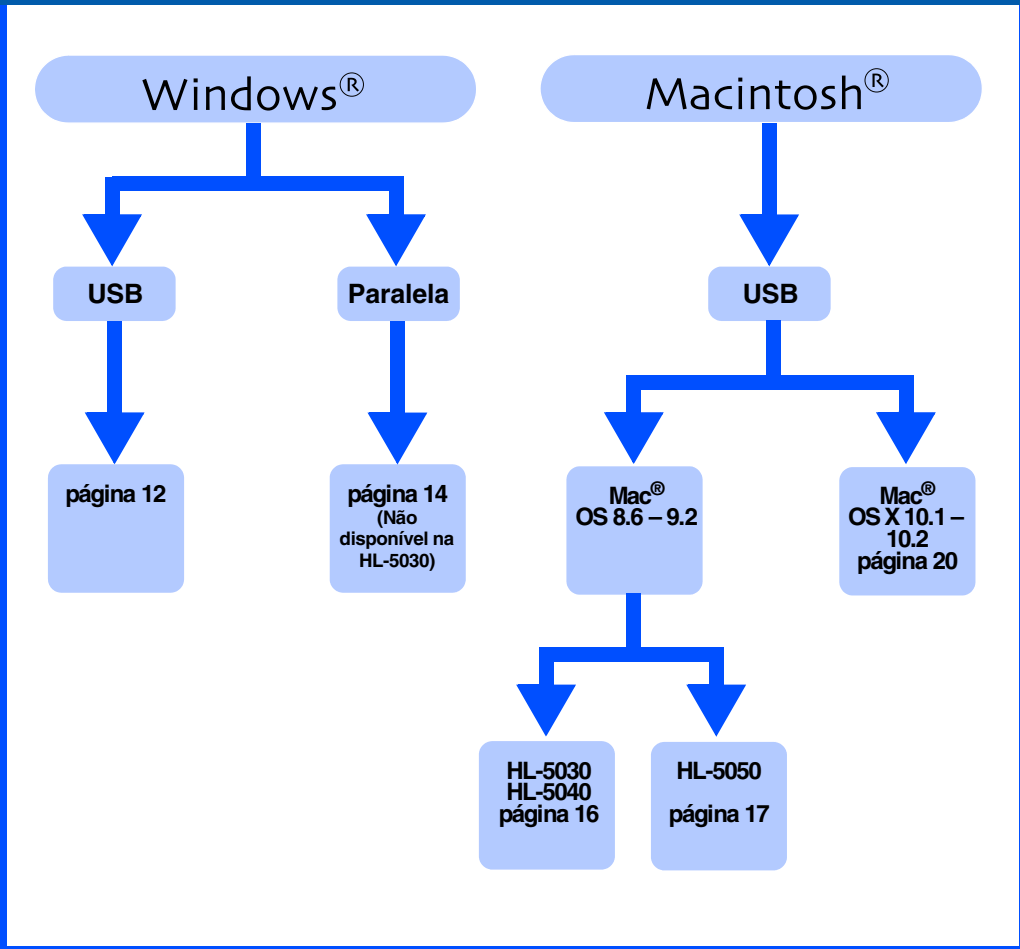 Windows®
Macintosh®
USB
Paralela
USB
página 12
página 14
(Não
disponível na
HL-5030)
Mac®
OS 8.6 – 9.2
Mac®
OS X 10.1 –
10.2
página 20
HL-5030
HL-5040
página 16
HL-5050
página 17